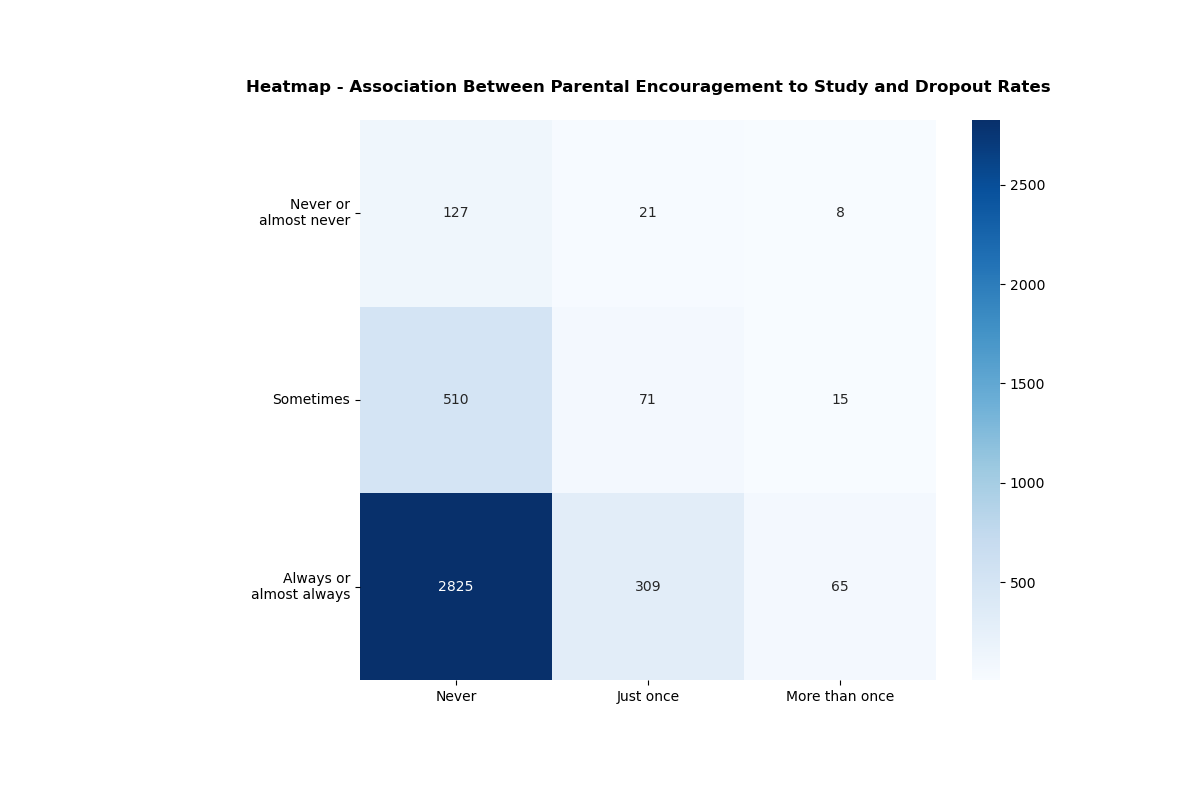 Heatmap - Association Between Parental Encouragement to Study and Dropout Rates
Never or
almost never
127
21
8
Sometimes
510
71
15
Always or
almost always
2825
309
65
Never
Just once
More than once
2500
2000
1500
1000
500